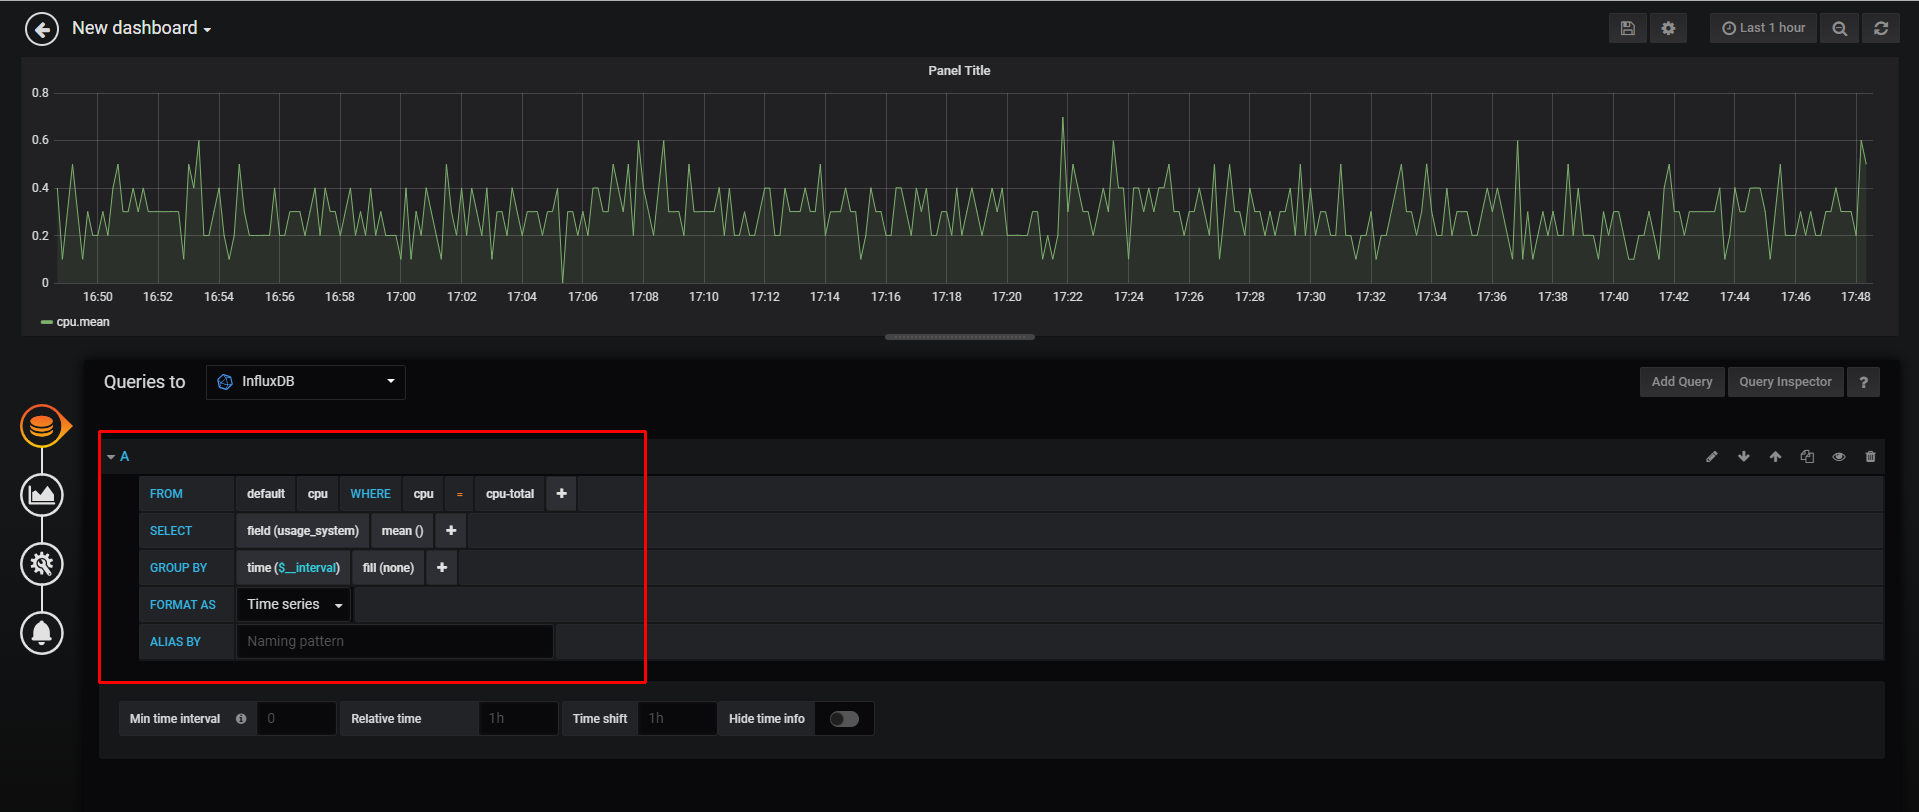 New dashboard
Last 1 hour
Panel Title
0.8
0.6
0.4
0.2
0
16:50 16:52 16:54 16:56 16:58 17:00 17:02 17:04 17:06 17:08 17:10 17:12 17:14 17:16 17:18 17:20 17:22 17:24 17:26 17:28 17:30 17:32 17:34 17:36 17:38 17:40 17:42 17:44 17:46 17:48
cpu.mean
Queries to InfluxDB Add Query Query Inspector ?
A
FROM default cpu WHERE cpu = cpu-total +
SELECT field (usage_system) mean () +
GROUP BY time ($__interval) fill (none) +
FORMAT AS Time series
ALIAS BY Naming pattern
Min time interval 0 Relative time 1h Time shift 1h Hide time info